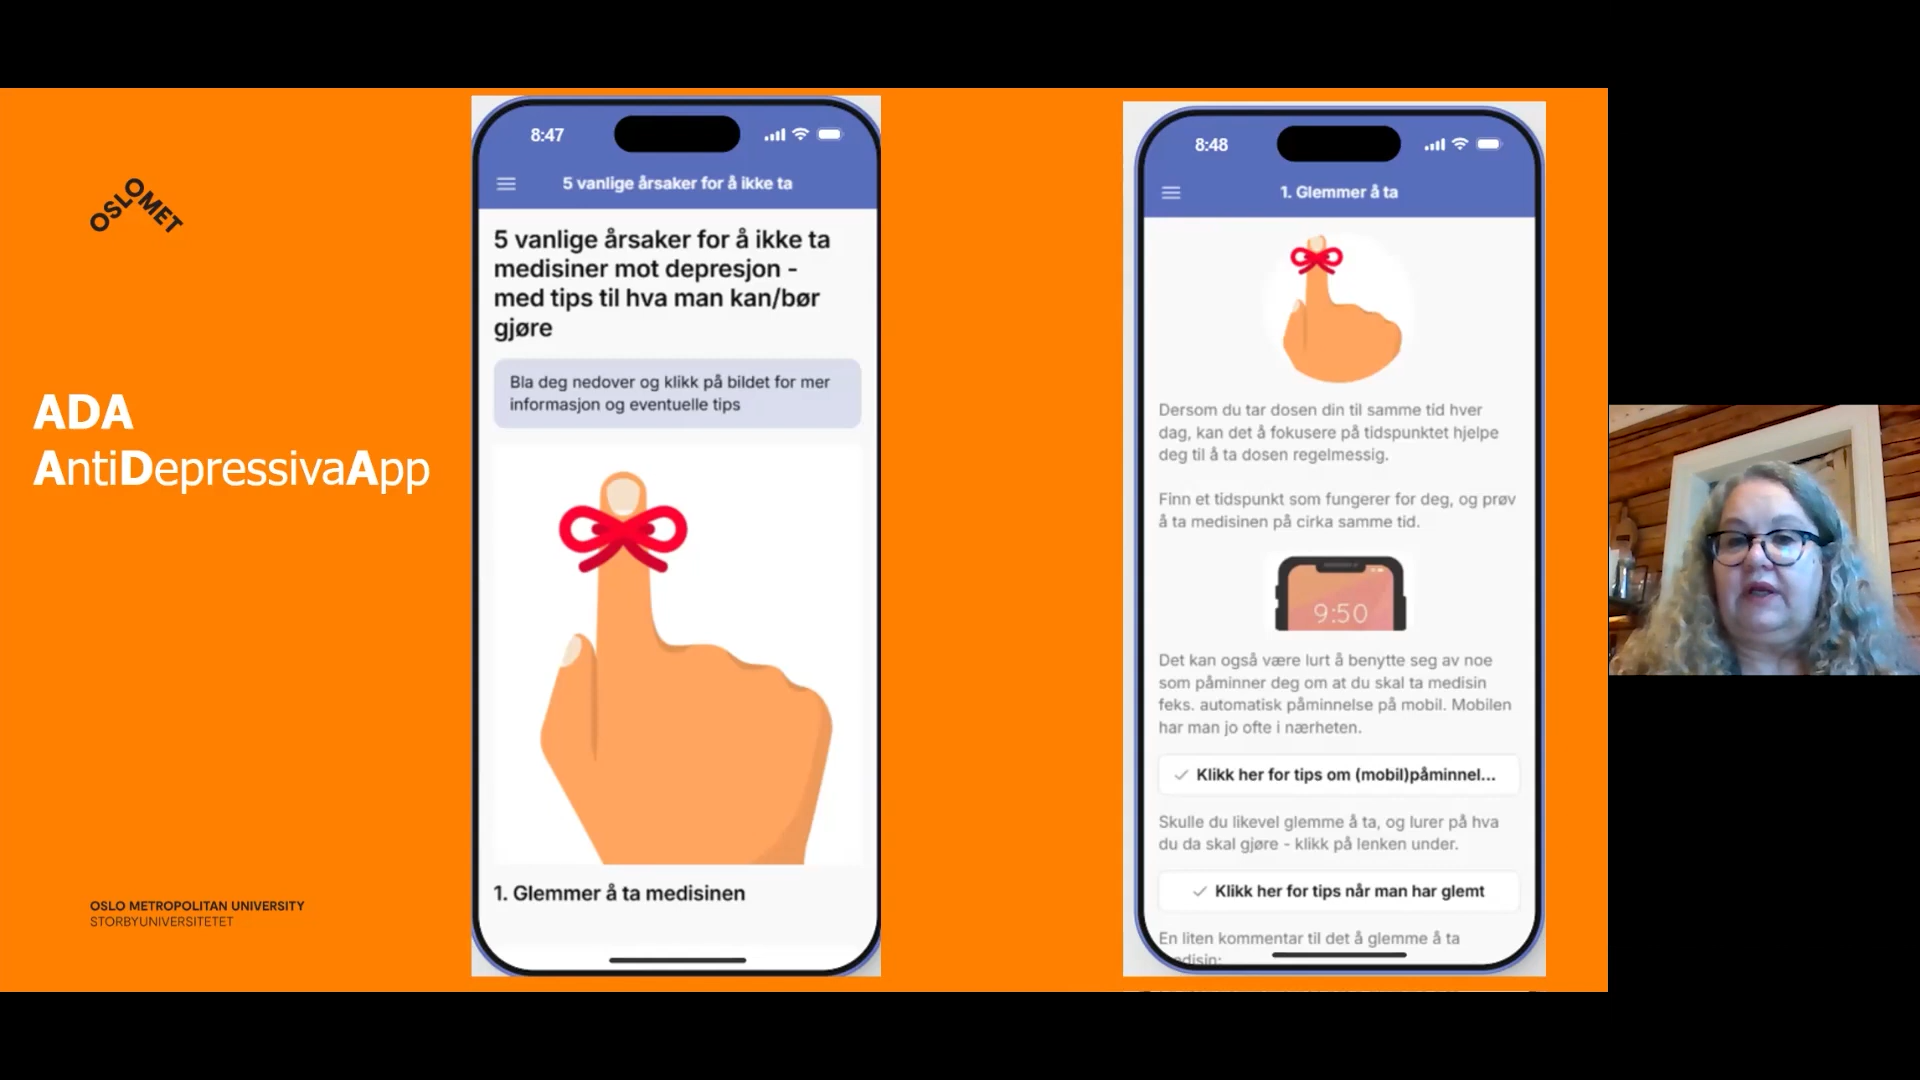 OSLOMET
ADA
AntiDepressivaApp
OSLO METROPOLITAN UNIVERSITY
STORBYUNIVERSITETET
8:47
5 vanlige årsaker for å ikke ta
5 vanlige årsaker for å ikke ta
medisiner mot depresjon -
med tips til hva man kan/bør
gjøre
Bla deg nedover og klikk på bildet for mer
informasjon og eventuelle tips
1. Glemmer å ta medisinen
8:48
1. Glemmer å ta
Dersom du tar dosen din til samme tid hver
dag, kan det å fokusere på tidspunktet hjelpe
deg til å ta dosen regelmessig.
Finn et tidspunkt som fungerer for deg, og prøv
å ta medisinen på cirka samme tid.
9:50
Det kan også være lurt å benytte seg av noe
som påminner deg om at du skal ta medisin
feks. automatisk påminnelse på mobil. Mobilen
har man jo ofte i nærheten.
Klikk her for tips om (mobil)påminnel...
Skulle du likevel glemme å ta, og lurer på hva
du da skal gjøre - klikk på lenken under.
Klikk her for tips når man har glemt
En liten kommentar til det å glemme å ta
edisin: